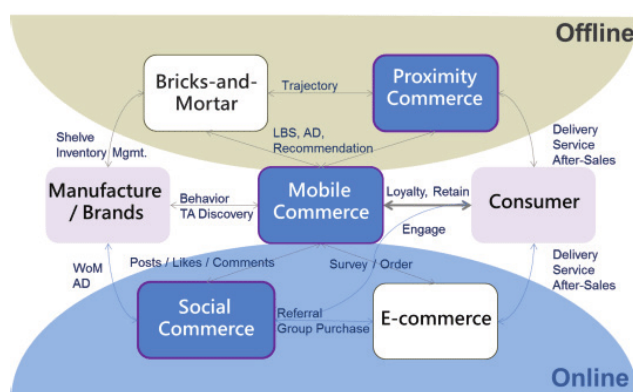 Offline
Bricks-and-
Mortar
Trajectory
Proximity
Commerce
Shelve
Inventory Mgmt.
LBS, AD,
Recommendation
Delivery
Service
After-Sales
Manufacture
/ Brands
Behavior
TA Discovery
Mobile
Commerce
Loyalty, Retain
Engage
Consumer
WoM
AD
Posts / Likes / Comments
Survey / Order
Delivery
Service
After-Sales
Social
Commerce
Referral
Group Purchase
E-commerce
Online